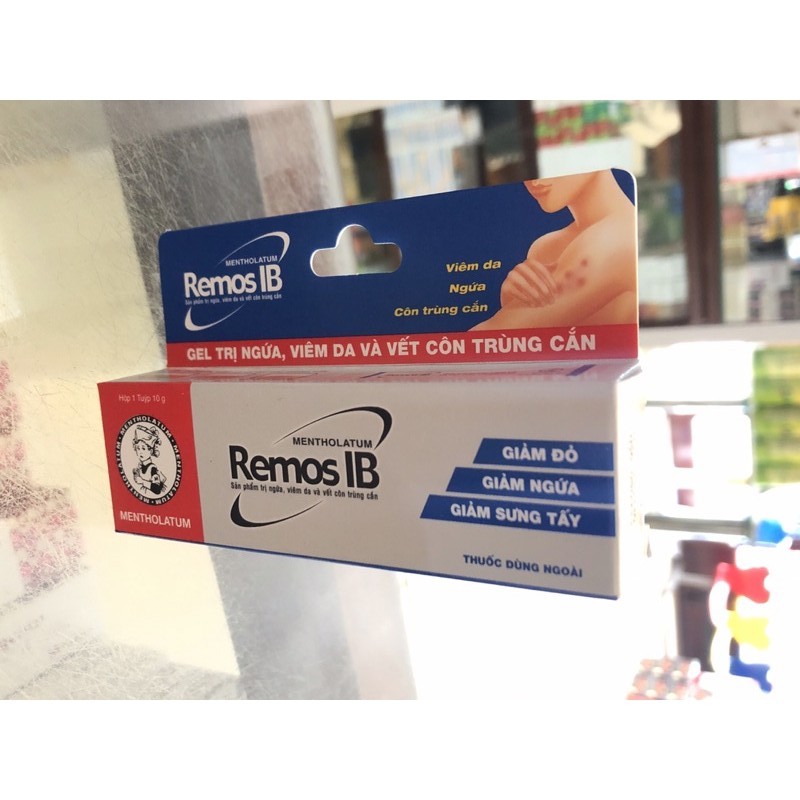 MENTHOLATUM
Remos IB
Sản phẩm trị ngứa, viêm da và vết côn trùng cắn
Viêm da
Ngứa
Côn trùng cắn
GEL TRỊ NGỨA, VIÊM DA VÀ VẾT CÔN TRÙNG CẮN
Hộp 1 Tuýp 10 g
MENTHOLATUM MENTHOLATUM MENTHOLATUM
MENTHOLATUM
MENTHOLATUM
Remos IB
Sản phẩm trị ngứa, viêm da và vết côn trùng cắn
GIẢM ĐỎ
GIẢM NGỨA
GIẢM SƯNG TẤY
THUỐC DÙNG NGOÀI